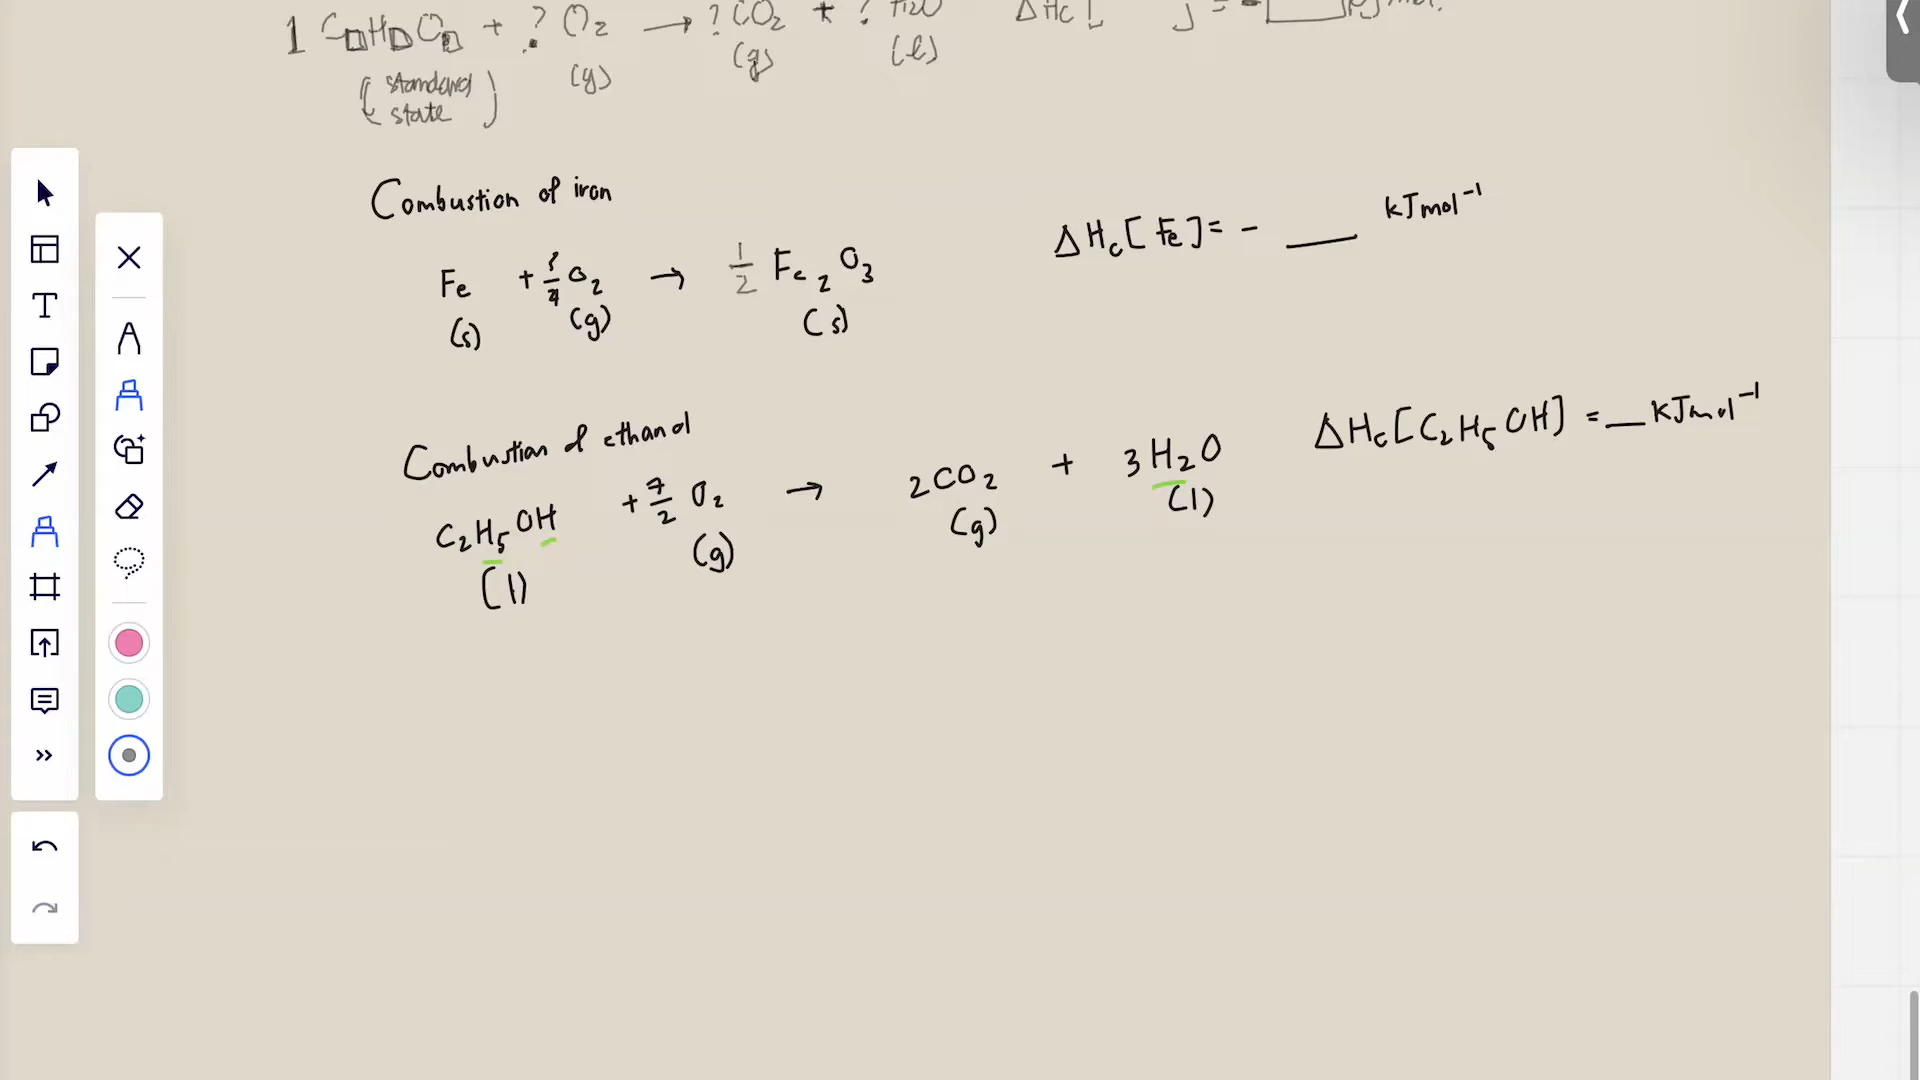 1 C□H□O□ + ? O₂ → ? CO₂ + ? H₂O ΔHc[ ] = -
(standard state) (g) (g) (l)
Combustion of iron
ΔHc[Fe] = - ___ kJmol⁻¹
Fe + 3/4 O₂ → 1/2 Fe₂O₃
(s) (g) (s)
Combustion of ethanol
ΔHc[C₂H₅OH] = __ kJmol⁻¹
C₂H₅OH + 7/2 O₂ → 2CO₂ + 3H₂O
(l) (g) (g) (l)